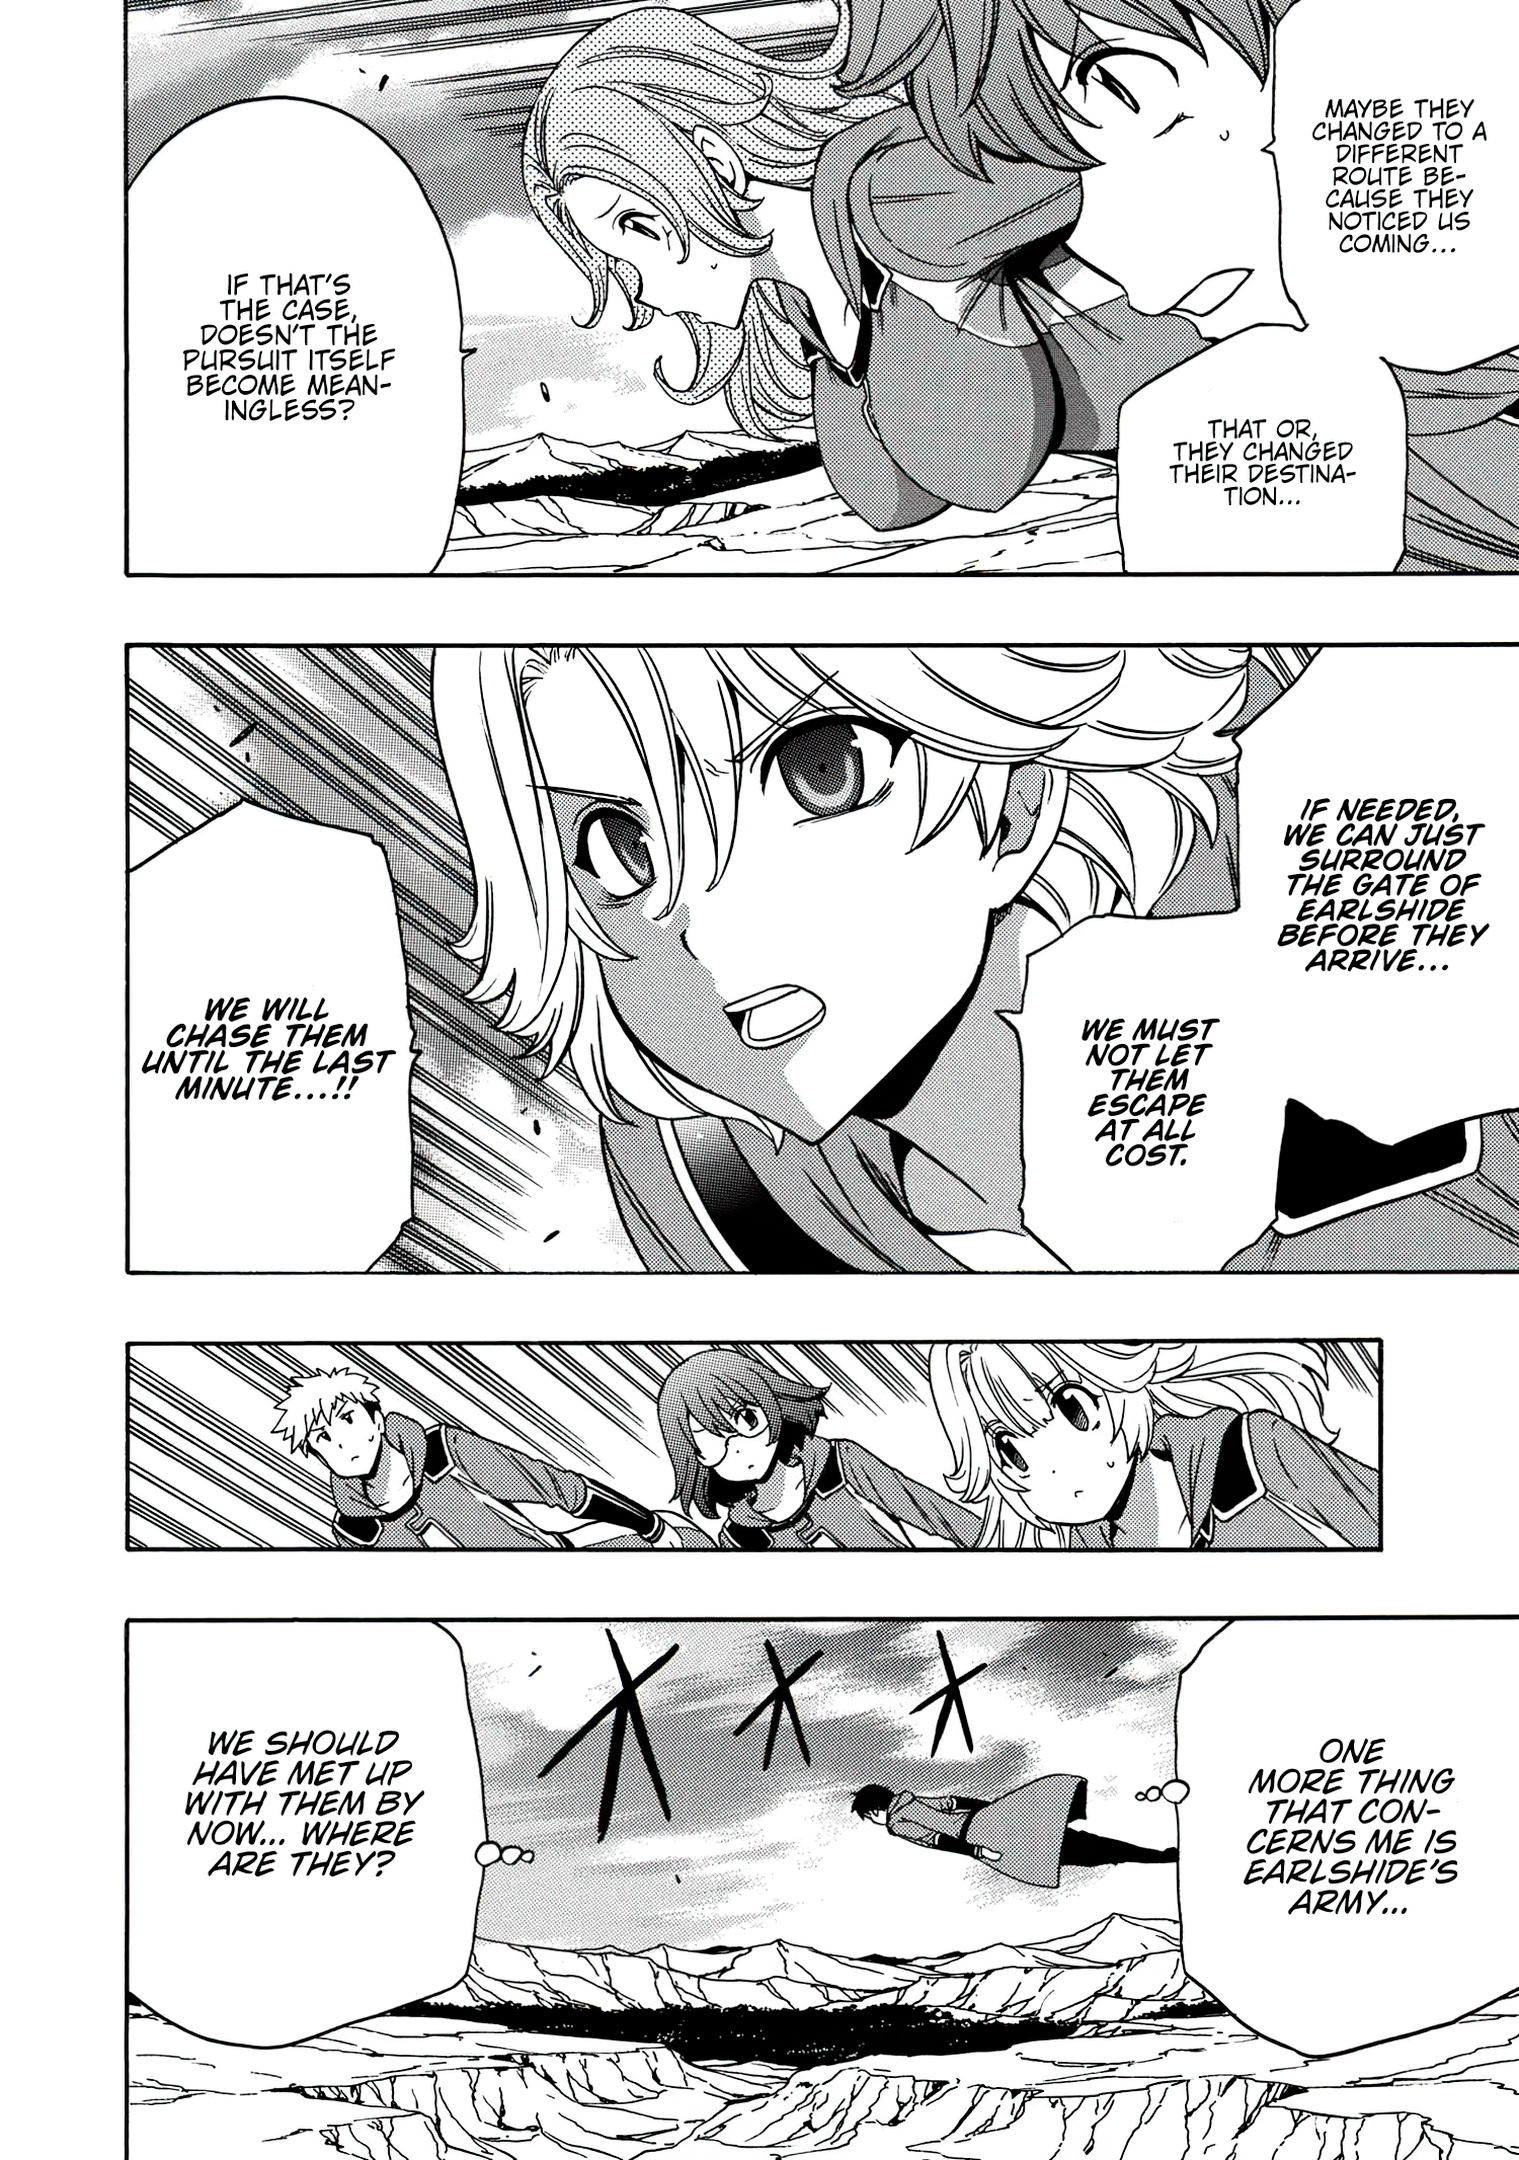 MAYBE THEY
CHANGED TO A
DIFFERENT
ROUTE BE-
CAUSE THEY
NOTICED US
COMING...
THAT OR,
THEY CHANGED
THEIR DESTINA-
TION...
IF THAT'S
THE CASE,
DOESN'T THE
PURSUIT ITSELF
BECOME MEAN-
INGLESS?
IF NEEDED,
WE CAN JUST
SURROUND
THE GATE OF
EARLSHIDE
BEFORE THEY
ARRIVE...
WE MUST
NOT LET
THEM
ESCAPE
AT ALL
COST.
WE WILL
CHASE THEM
UNTIL THE LAST
MINUTE...!!
ONE
MORE THING
THAT CON-
CERNS ME IS
EARLSHIDE'S
ARMY...
WE SHOULD
HAVE MET UP
WITH THEM BY
NOW... WHERE
ARE THEY?